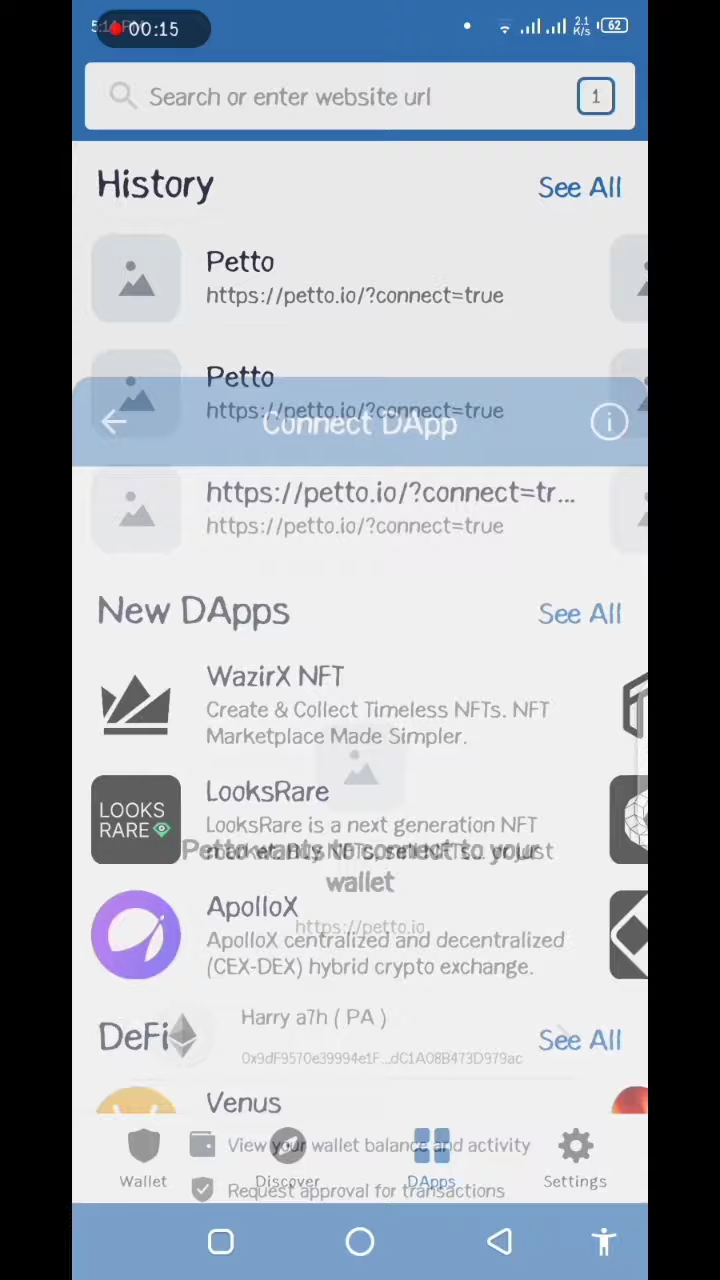 00:15
2.1
K/s
62
Search or enter website url
1
History
See All
Petto
https://petto.io/?connect=true
Petto
https://petto.io/?connect=true
Connect DApp
https://petto.io/?connect=tr...
https://petto.io/?connect=true
New DApps
See All
WazirX NFT
Create & Collect Timeless NFTs. NFT
Marketplace Made Simpler.
LOOKS
RARE
LooksRare
LooksRare is a next generation NFT
Petto wants to connect to your
wallet
ApolloX
https://petto.io
ApolloX centralized and decentralized
(CEX-DEX) hybrid crypto exchange.
Harry a7h ( PA )
DeFi
See All
0x9dF9570e39994e1F...dC1A08B473D979ac
Venus
View your wallet balance and activity
Wallet
Discover
DApps
Settings
Request approval for transactions